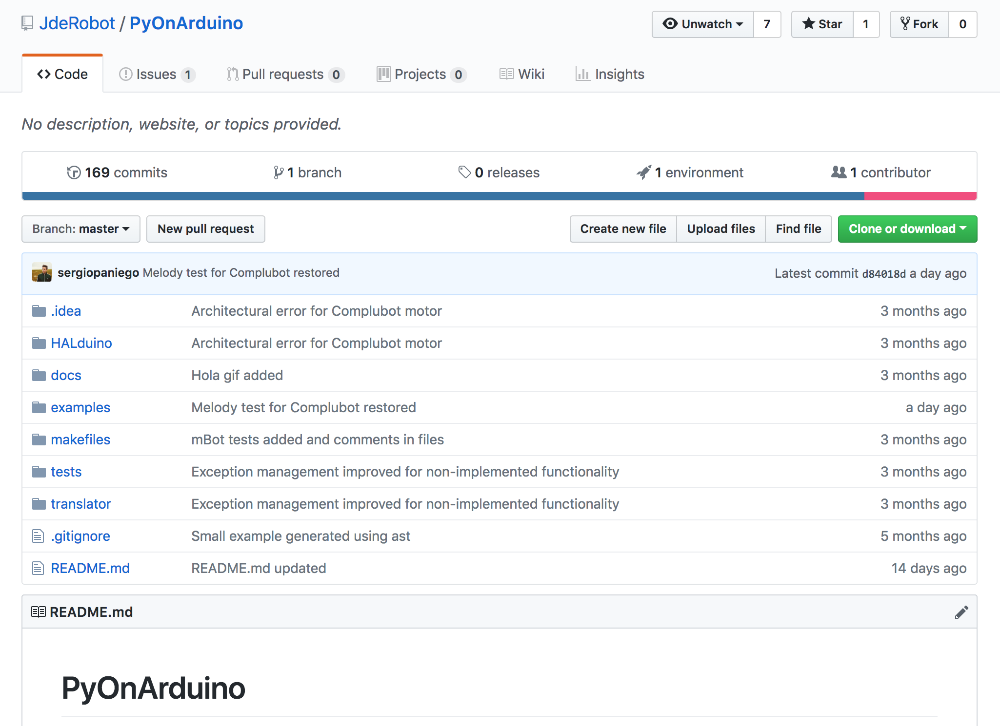 JdeRobot / PyOnArduino Unwatch 7 Star 1 Fork 0
Code Issues 1 Pull requests 0 Projects 0 Wiki Insights
No description, website, or topics provided.
169 commits 1 branch 0 releases 1 environment 1 contributor
Branch: master New pull request Create new file Upload files Find file Clone or download
sergiopaniego Melody test for Complubot restored Latest commit d84018d a day ago
.idea Architectural error for Complubot motor 3 months ago
HALduino Architectural error for Complubot motor 3 months ago
docs Hola gif added 3 months ago
examples Melody test for Complubot restored a day ago
makefiles mBot tests added and comments in files 3 months ago
tests Exception management improved for non-implemented functionality 3 months ago
translator Exception management improved for non-implemented functionality 3 months ago
.gitignore Small example generated using ast 5 months ago
README.md README.md updated 14 days ago
README.md
PyOnArduino